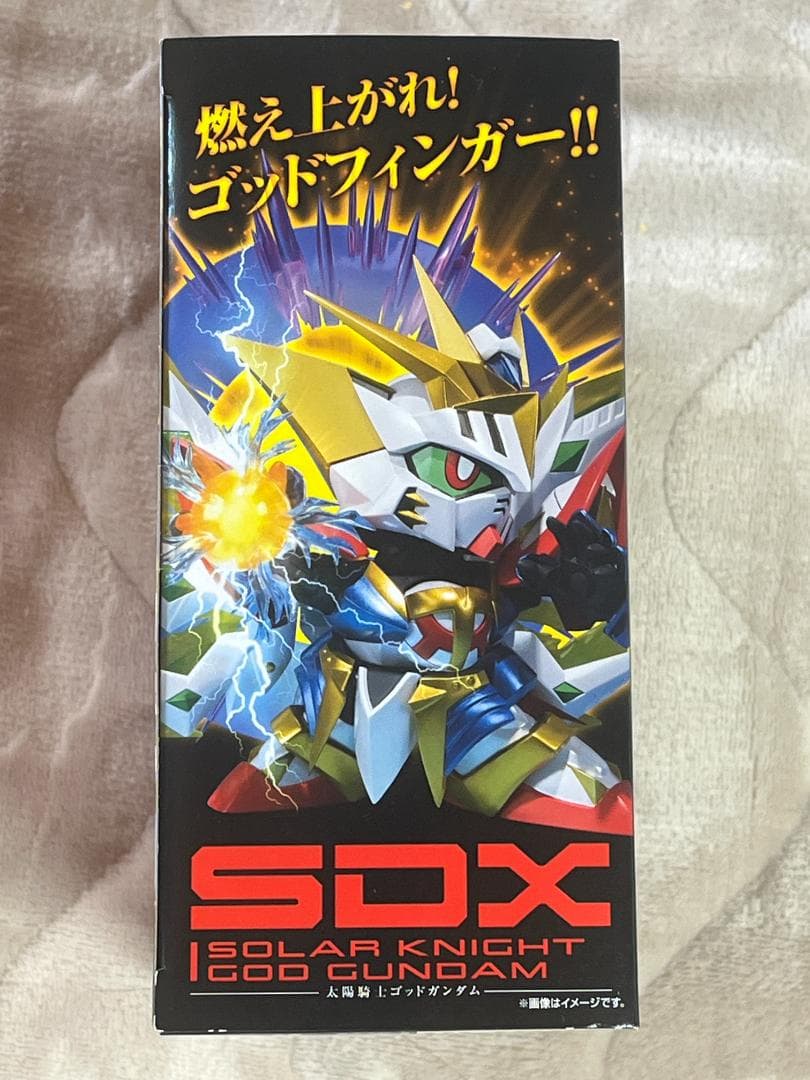 燃え上がれ!
ゴッドフィンガー!!
SDX
SOLAR KNIGHT
GOD GUNDAM
太陽騎士ゴッドガンダム
※画像はイメージです。